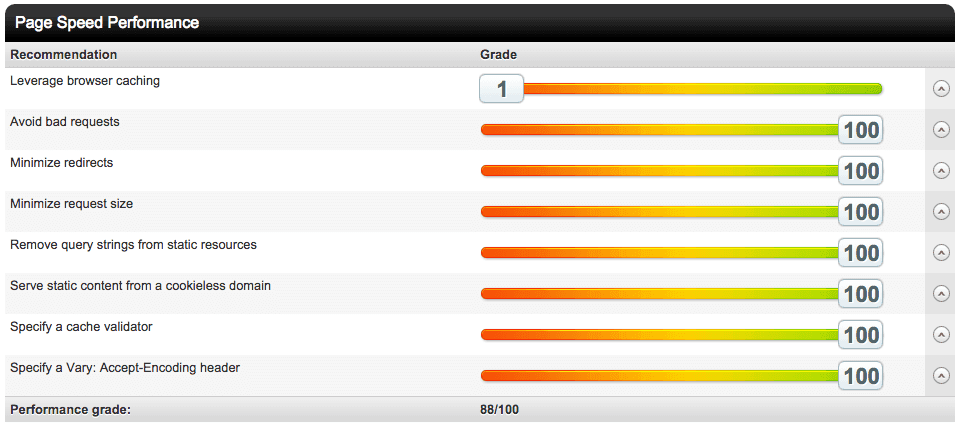 Page Speed Performance
Recommendation Grade
Leverage browser caching 1
Avoid bad requests 100
Minimize redirects 100
Minimize request size 100
Remove query strings from static resources 100
Serve static content from a cookieless domain 100
Specify a cache validator 100
Specify a Vary: Accept-Encoding header 100
Performance grade: 88/100